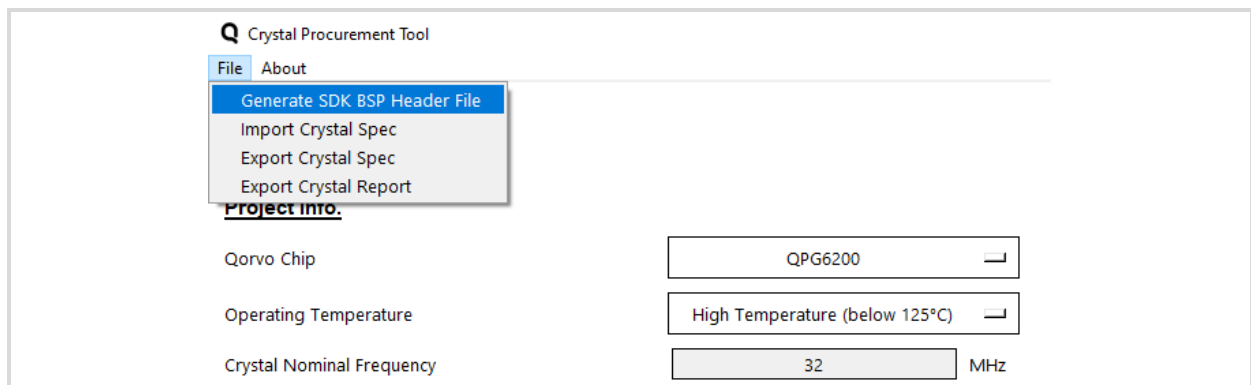 Q Crystal Procurement Tool
File About
Generate SDK BSP Header File
Import Crystal Spec
Export Crystal Spec
Export Crystal Report
Project Info.
Qorvo Chip QPG6200
Operating Temperature High Temperature (below 125°C)
Crystal Nominal Frequency 32 MHz